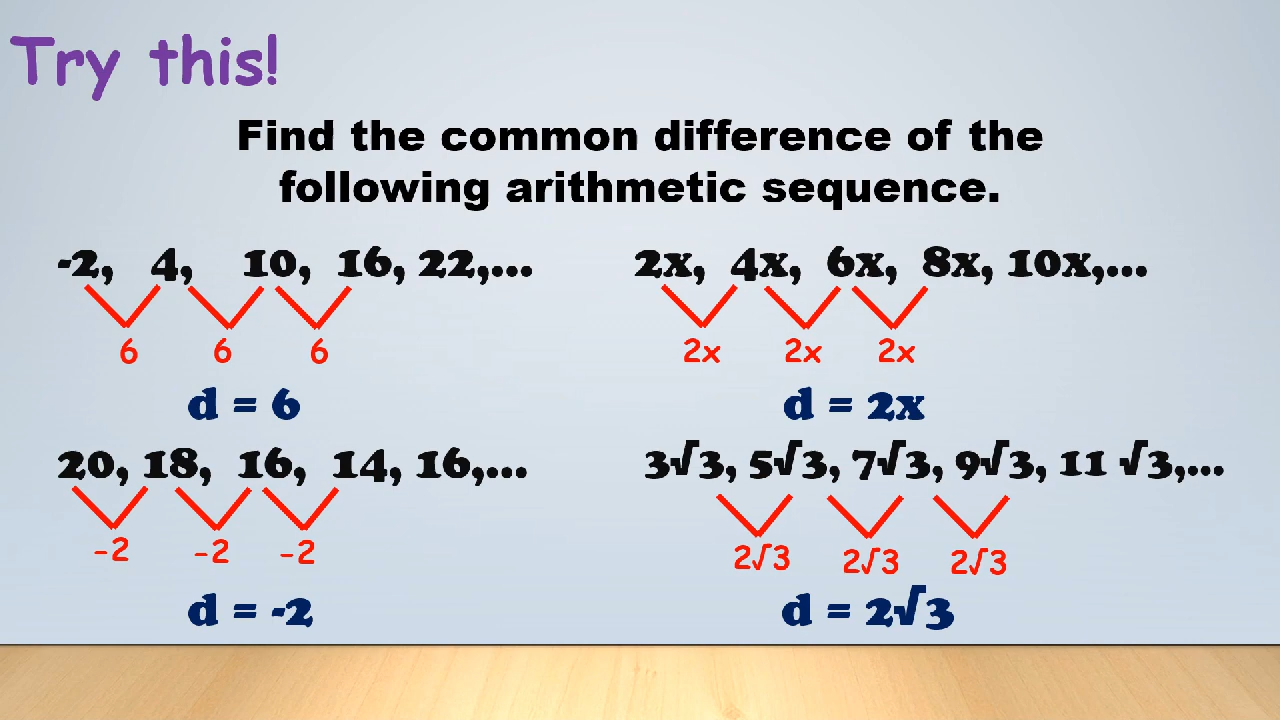 Try this!
Find the common difference of the
following arithmetic sequence.
-2, 4, 10, 16, 22,...
6 6 6
d = 6
2x, 4x, 6x, 8x, 10x,...
2x 2x 2x
d = 2x
20, 18, 16, 14, 16,...
-2 -2 -2
d = -2
3√3, 5√3, 7√3, 9√3, 11 √3,...
2√3 2√3 2√3
d = 2√3